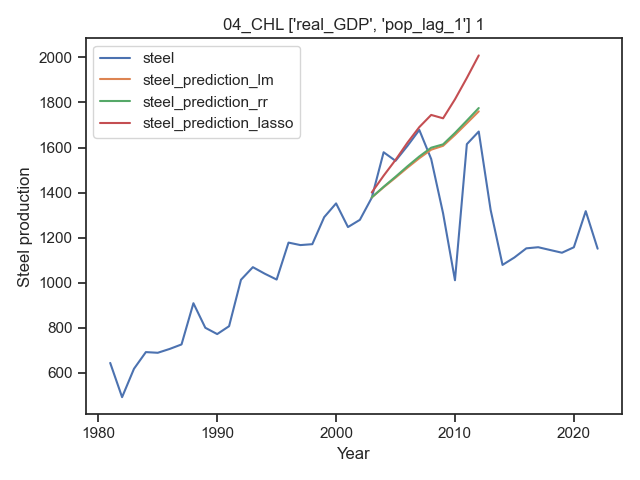 04_CHL ['real_GDP', 'pop_lag_1'] 1
steel
steel_prediction_lm
steel_prediction_rr
steel_prediction_lasso
Steel production
2000
1800
1600
1400
1200
1000
800
600
1980
1990
2000
2010
2020
Year